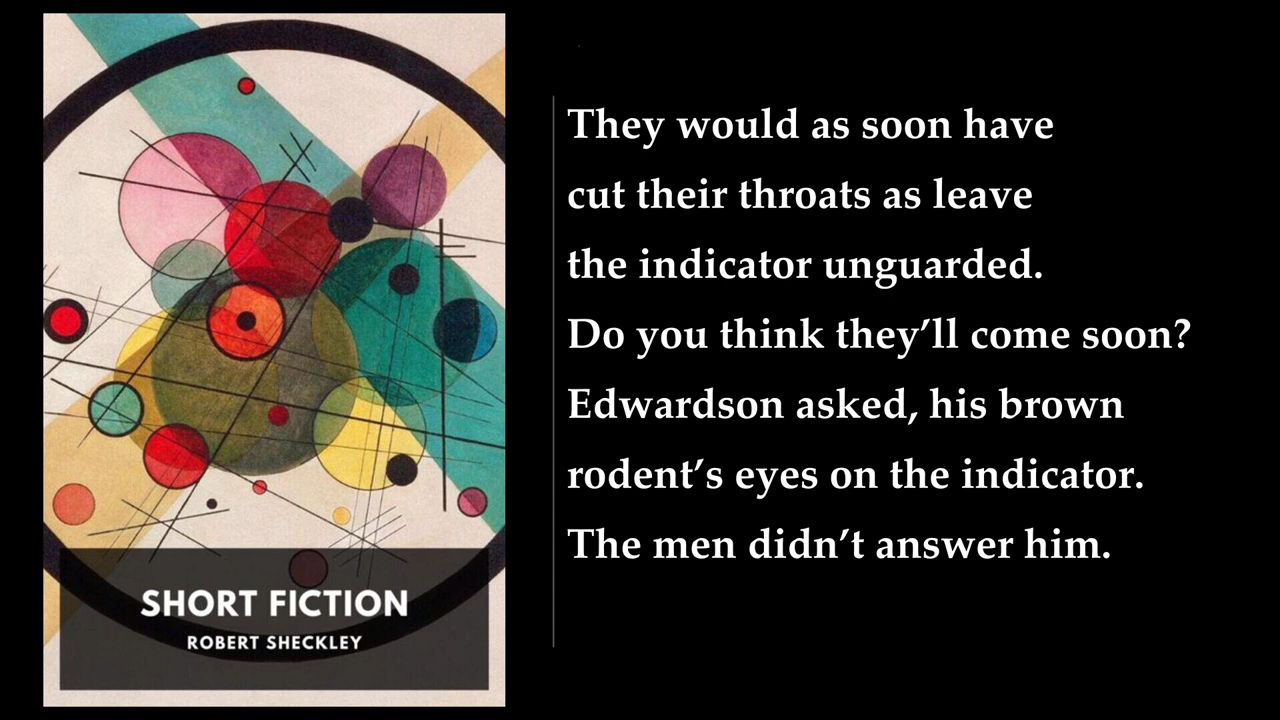 They would as soon have
cut their throats as leave
the indicator unguarded.
Do you think they’ll come soon?
Edwardson asked, his brown
rodent’s eyes on the indicator.
The men didn’t answer him.
SHORT FICTION
ROBERT SHECKLEY